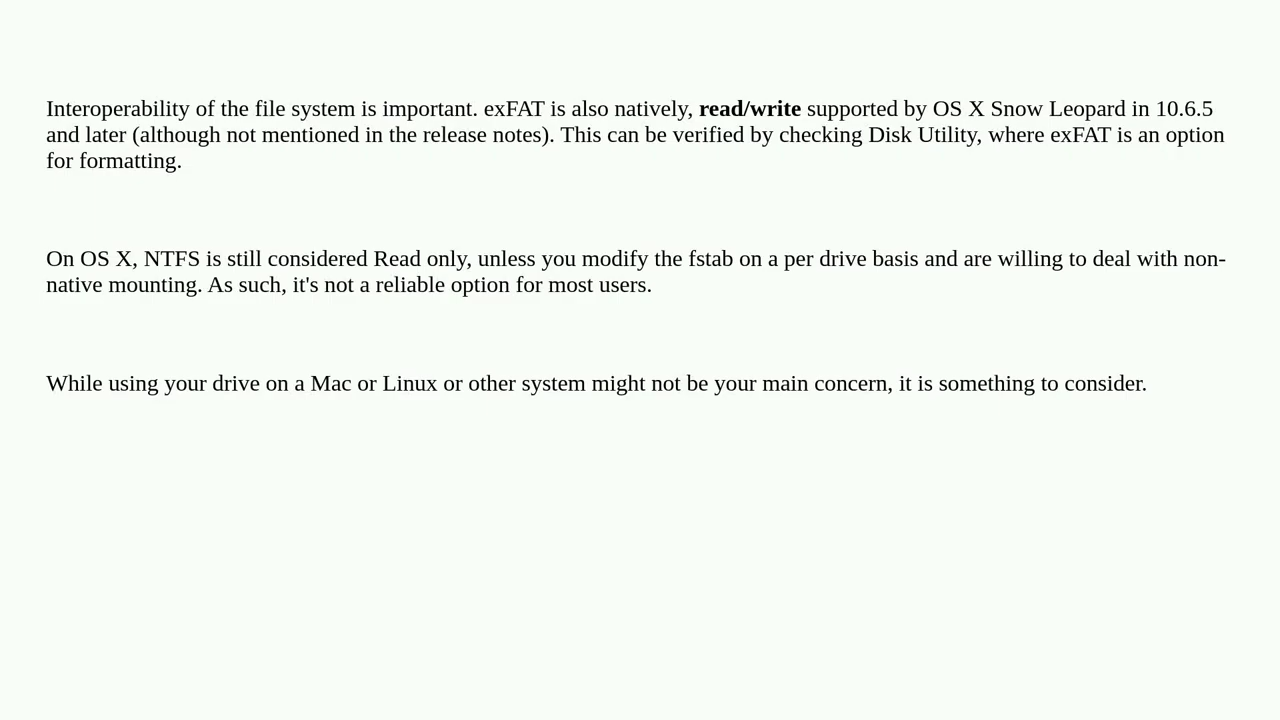 Interoperability of the file system is important. exFAT is also natively, read/write supported by OS X Snow Leopard in 10.6.5
and later (although not mentioned in the release notes). This can be verified by checking Disk Utility, where exFAT is an option
for formatting.
On OS X, NTFS is still considered Read only, unless you modify the fstab on a per drive basis and are willing to deal with non-
native mounting. As such, it's not a reliable option for most users.
While using your drive on a Mac or Linux or other system might not be your main concern, it is something to consider.